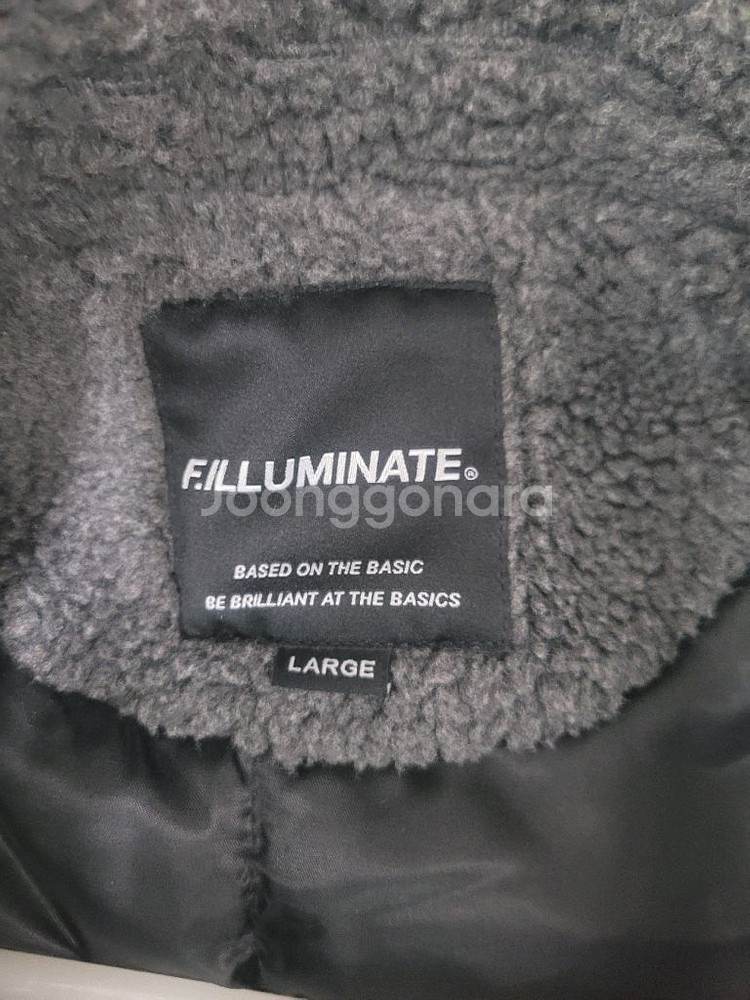 F.ILLUMINATE®
Joonggonara
BASED ON THE BASIC
BE BRILLIANT AT THE BASICS
LARGE